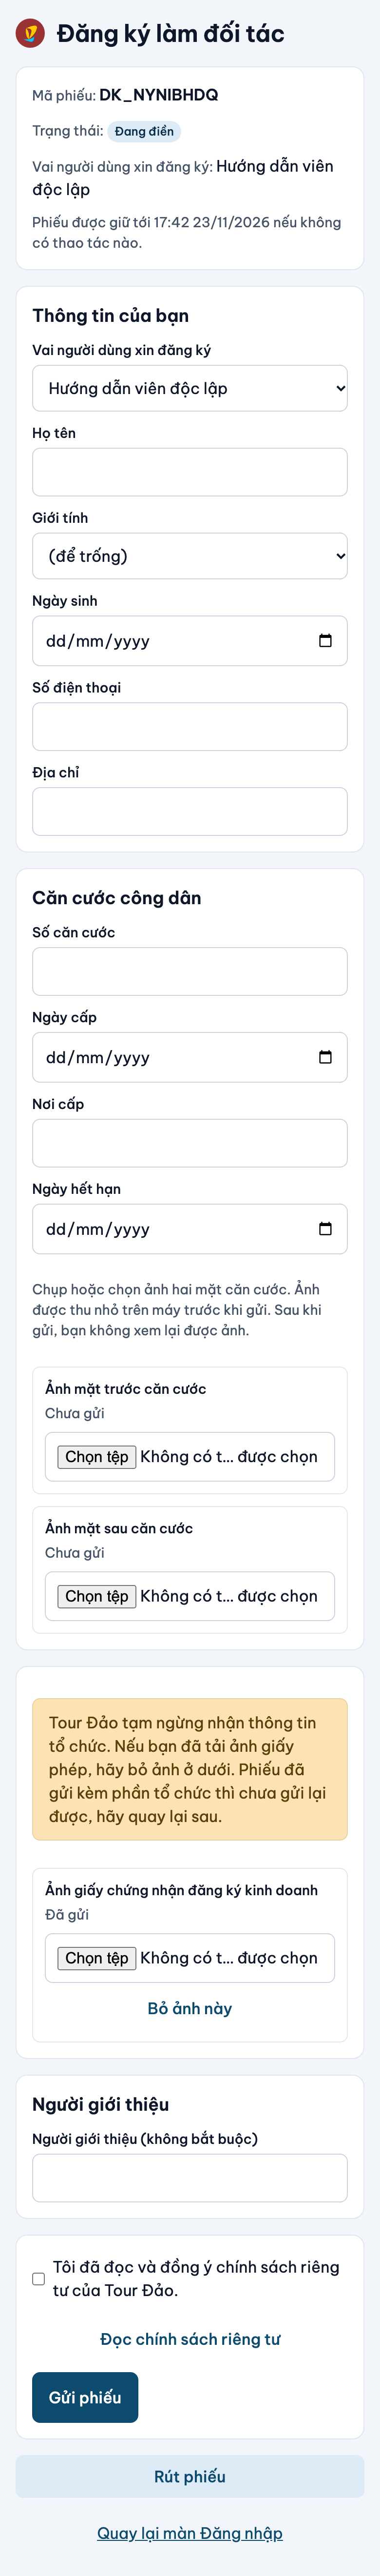 Đăng ký làm đối tác
Mã phiếu: DK_NYNIBHDQ
Trạng thái: Đang điền
Vai người dùng xin đăng ký: Hướng dẫn viên
độc lập
Phiếu được giữ tới 17:42 23/11/2026 nếu không
có thao tác nào.
Thông tin của bạn
Vai người dùng xin đăng ký
Hướng dẫn viên độc lập
Họ tên
Giới tính
(để trống)
Ngày sinh
dd/mm/yyyy
Số điện thoại
Địa chỉ
Căn cước công dân
Số căn cước
Ngày cấp
dd/mm/yyyy
Nơi cấp
Ngày hết hạn
dd/mm/yyyy
Chụp hoặc chọn ảnh hai mặt căn cước. Ảnh
được thu nhỏ trên máy trước khi gửi. Sau khi
gửi, bạn không xem lại được ảnh.
Ảnh mặt trước căn cước
Chưa gửi
Chọn tệp Không có t... được chọn
Ảnh mặt sau căn cước
Chưa gửi
Chọn tệp Không có t... được chọn
Tour Đảo tạm ngừng nhận thông tin
tổ chức. Nếu bạn đã tải ảnh giấy
phép, hãy bỏ ảnh ở dưới. Phiếu đã
gửi kèm phần tổ chức thì chưa gửi lại
được, hãy quay lại sau.
Ảnh giấy chứng nhận đăng ký kinh doanh
Đã gửi
Chọn tệp Không có t... được chọn
Bỏ ảnh này
Người giới thiệu
Người giới thiệu (không bắt buộc)
Tôi đã đọc và đồng ý chính sách riêng
tư của Tour Đảo.
Đọc chính sách riêng tư
Gửi phiếu
Rút phiếu
Quay lại màn Đăng nhập